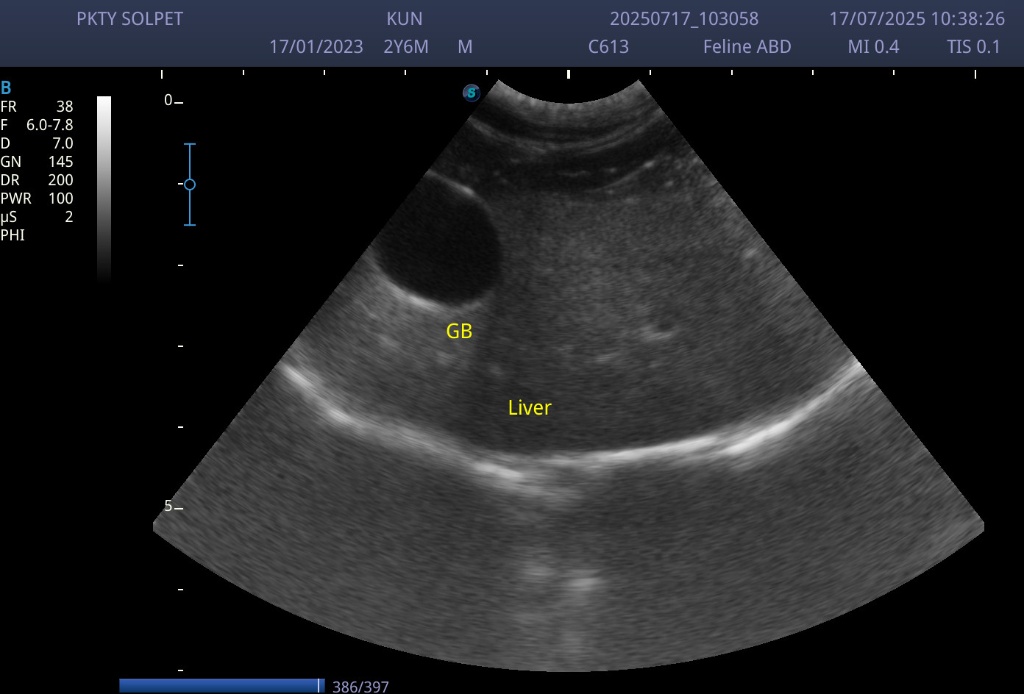 PKTY SOLPET KUN 20250717_103058 17/07/2025 10:38:26
17/01/2023 2Y6M M C613 Feline ABD MI 0.4 TIS 0.1
B
FR 38
F 6.0-7.8
D 7.0
GN 145
DR 200
PWR 100
µS 2
PHI
0
S
GB
Liver
5
386/397